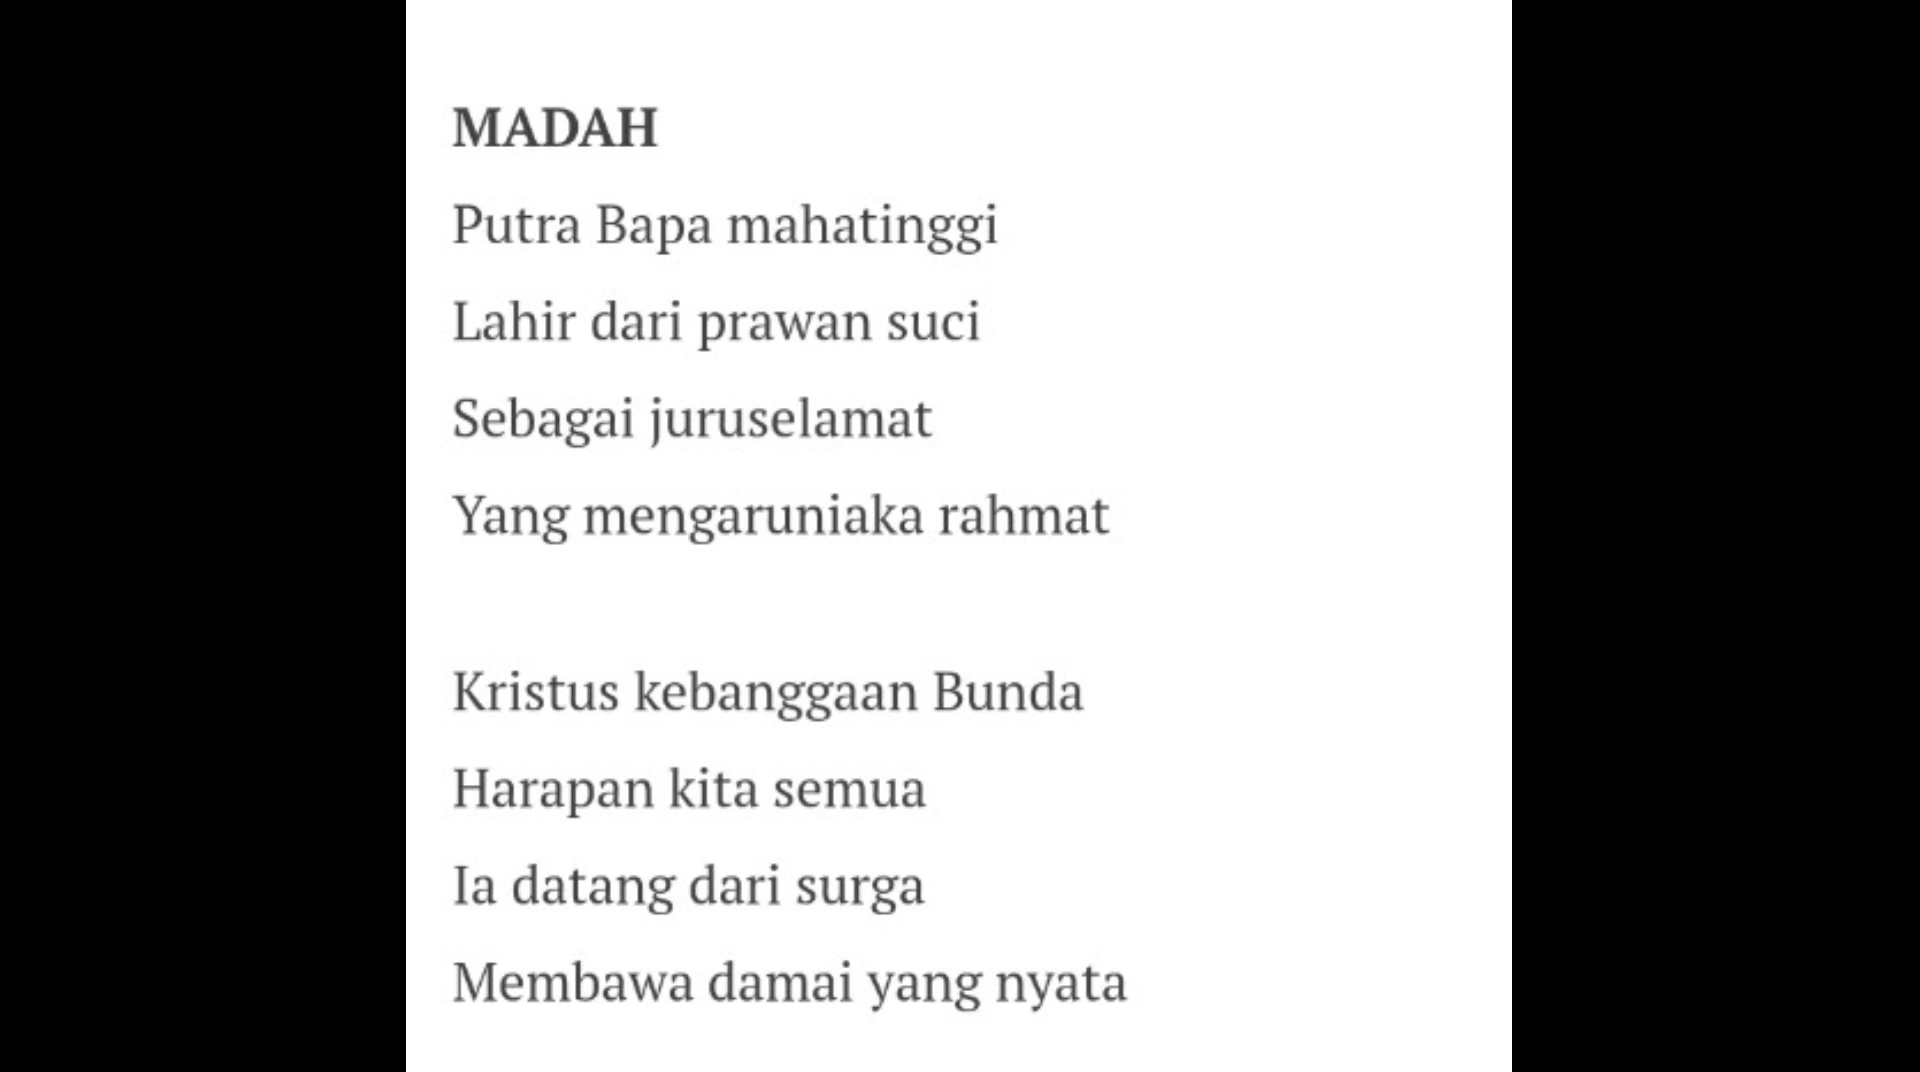 MADAH
Putra Bapa mahatinggi
Lahir dari prawan suci
Sebagai juruselamat
Yang mengaruniaka rahmat
Kristus kebanggaan Bunda
Harapan kita semua
Ia datang dari surga
Membawa damai yang nyata